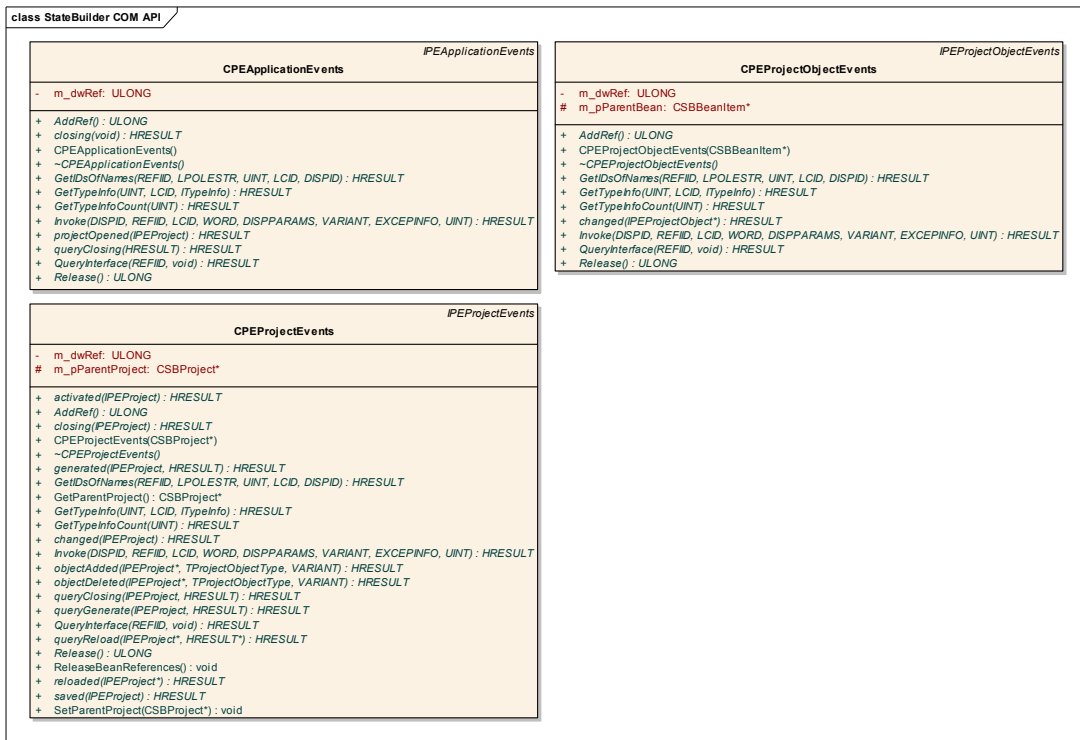 class StateBuilder COM API
IPEApplicationEvents
CPEApplicationEvents
- m_dwRef: ULONG
+ AddRef() : ULONG
+ closing(void) : HRESULT
+ CPEApplicationEvents()
+ ~CPEApplicationEvents()
+ GetIDsOfNames(REFIID, LPOLESTR, UINT, LCID, DISPID) : HRESULT
+ GetTypeInfo(UINT, LCID, ITypeInfo) : HRESULT
+ GetTypeInfoCount(UINT) : HRESULT
+ Invoke(DISPID, REFIID, LCID, WORD, DISPPARAMS, VARIANT, EXCEPINFO, UINT) : HRESULT
+ projectOpened(IPEProject) : HRESULT
+ queryClosing(HRESULT) : HRESULT
+ QueryInterface(REFIID, void) : HRESULT
+ Release() : ULONG
IPEProjectObjectEvents
CPEProjectObjectEvents
- m_dwRef: ULONG
# m_pParentBean: CSBBeanItem*
+ AddRef() : ULONG
+ CPEProjectObjectEvents(CSBBeanItem*)
+ ~CPEProjectObjectEvents()
+ GetIDsOfNames(REFIID, LPOLESTR, UINT, LCID, DISPID) : HRESULT
+ GetTypeInfo(UINT, LCID, ITypeInfo) : HRESULT
+ GetTypeInfoCount(UINT) : HRESULT
+ changed(IPEProjectObject*) : HRESULT
+ Invoke(DISPID, REFIID, LCID, WORD, DISPPARAMS, VARIANT, EXCEPINFO, UINT) : HRESULT
+ QueryInterface(REFIID, void) : HRESULT
+ Release() : ULONG
IPEProjectEvents
CPEProjectEvents
- m_dwRef: ULONG
# m_pParentProject: CSBProject*
+ activated(IPEProject) : HRESULT
+ AddRef() : ULONG
+ closing(IPEProject) : HRESULT
+ CPEProjectEvents(CSBProject*)
+ ~CPEProjectEvents()
+ generated(IPEProject, HRESULT) : HRESULT
+ GetIDsOfNames(REFIID, LPOLESTR, UINT, LCID, DISPID) : HRESULT
+ GetParentProject() : CSBProject*
+ GetTypeInfo(UINT, LCID, ITypeInfo) : HRESULT
+ GetTypeInfoCount(UINT) : HRESULT
+ changed(IPEProject) : HRESULT
+ Invoke(DISPID, REFIID, LCID, WORD, DISPPARAMS, VARIANT, EXCEPINFO, UINT) : HRESULT
+ objectAdded(IPEProject*, TProjectObjectType, VARIANT) : HRESULT
+ objectDeleted(IPEProject*, TProjectObjectType, VARIANT) : HRESULT
+ queryClosing(IPEProject, HRESULT) : HRESULT
+ queryGenerate(IPEProject, HRESULT) : HRESULT
+ QueryInterface(REFIID, void) : HRESULT
+ queryReload(IPEProject*, HRESULT*) : HRESULT
+ Release() : ULONG
+ ReleaseBeanReferences() : void
+ reloaded(IPEProject*) : HRESULT
+ saved(IPEProject) : HRESULT
+ SetParentProject(CSBProject*) : void